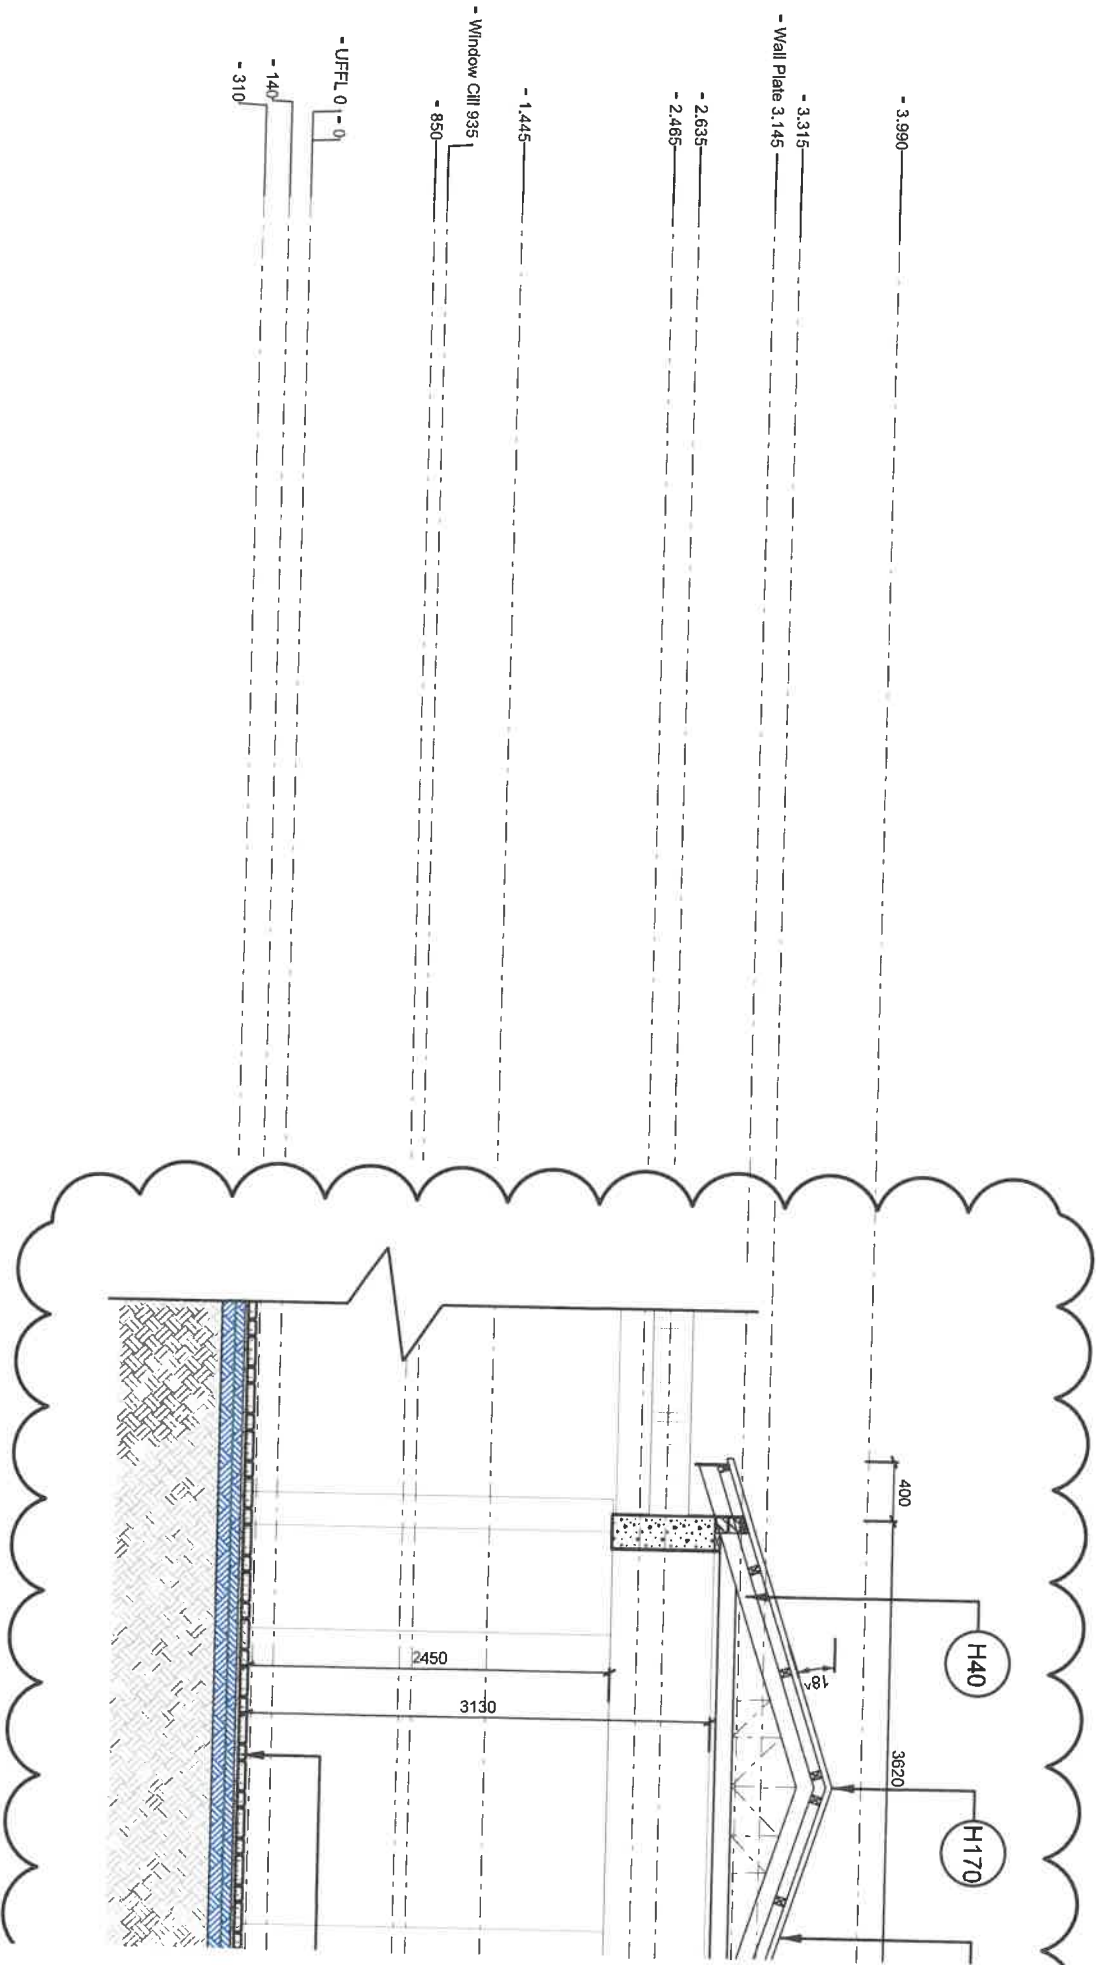 - 3.990
- 3.315
- Wall Plate 3.145
- 2.635
- 2.465
- 1.445
- Window Cill 935
- 850
- UFFL 0 - 0
- 140
- 310
400
3620
H40
H170
18°
2450
3130